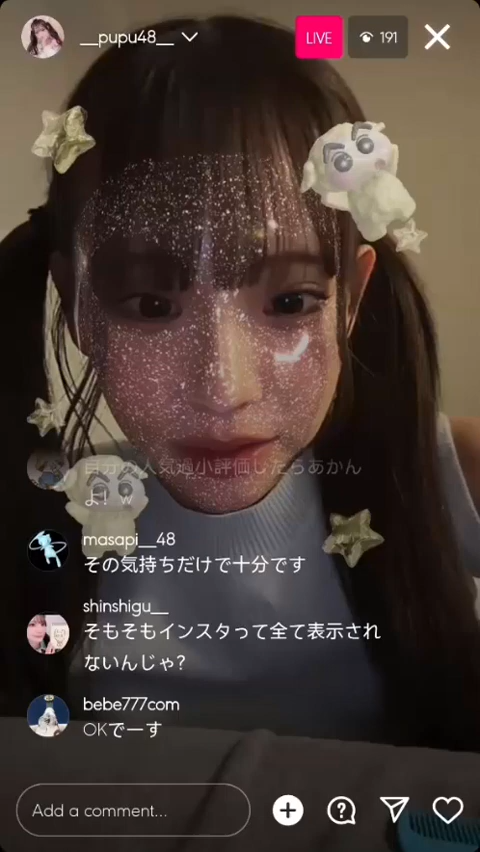 __pupu48__
LIVE
191
自分の人気過小評価したらあかん
よ！w
masapi__48
その気持ちだけで十分です
shinshigu__
そもそもインスタって全て表示され
ないんじゃ?
bebe777com
OKでーす
Add a comment...